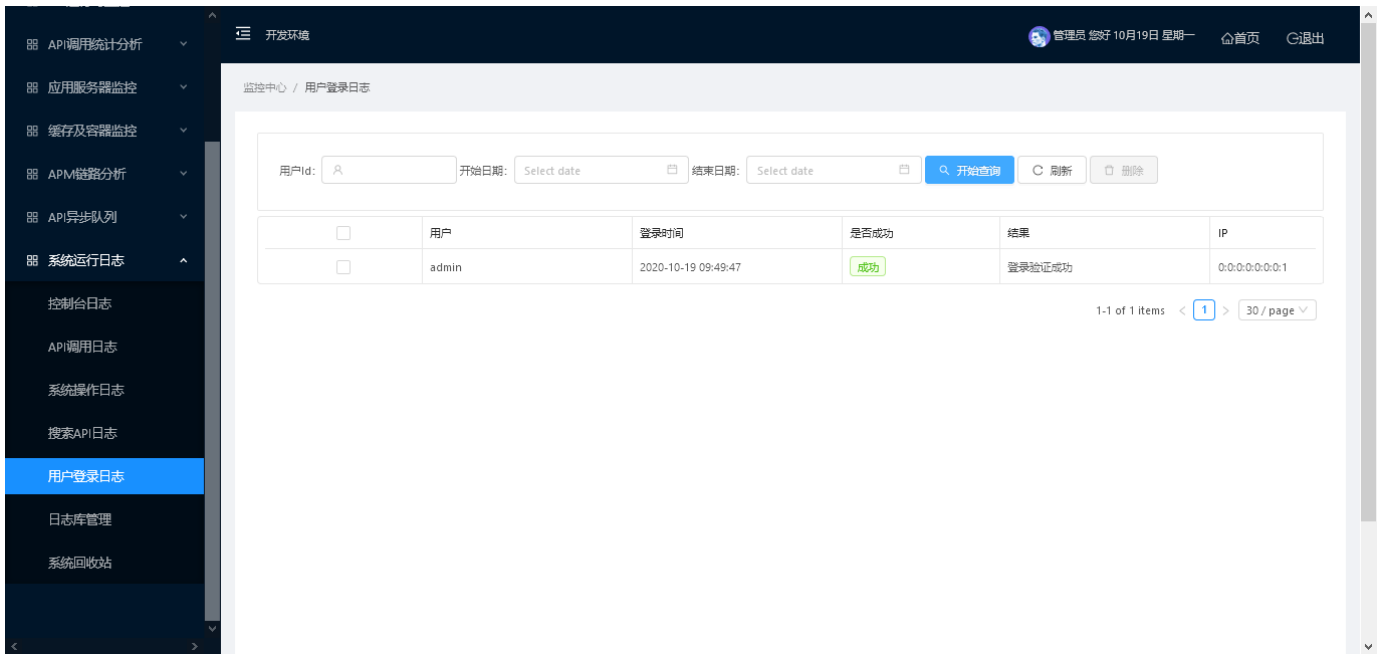 API调用统计分析
应用服务器监控
缓存及容器监控
APM链路分析
API异步队列
系统运行日志
控制台日志
API调用日志
系统操作日志
搜索API日志
用户登录日志
日志库管理
系统回收站
开发环境 管理员 您好 10月19日 星期一 首页 退出
监控中心 / 用户登录日志
用户Id: 开始日期: Select date 结束日期: Select date 开始查询 刷新 删除
用户 登录时间 是否成功 结果 IP
admin 2020-10-19 09:49:47 成功 登录验证成功 0:0:0:0:0:0:0:1
1-1 of 1 items < 1 > 30 / page